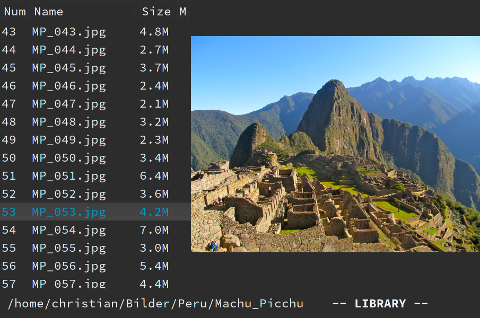 Num Name Size M
43 MP_043.jpg 4.8M
44 MP_044.jpg 2.7M
45 MP_045.jpg 3.7M
46 MP_046.jpg 2.4M
47 MP_047.jpg 2.1M
48 MP_048.jpg 3.2M
49 MP_049.jpg 2.3M
50 MP_050.jpg 3.4M
51 MP_051.jpg 6.4M
52 MP_052.jpg 3.6M
53 MP_053.jpg 4.2M
54 MP_054.jpg 7.0M
55 MP_055.jpg 3.0M
56 MP_056.jpg 5.4M
57 MP_057.jpg 4.4M
/home/christian/Bilder/Peru/Machu_Picchu -- LIBRARY --